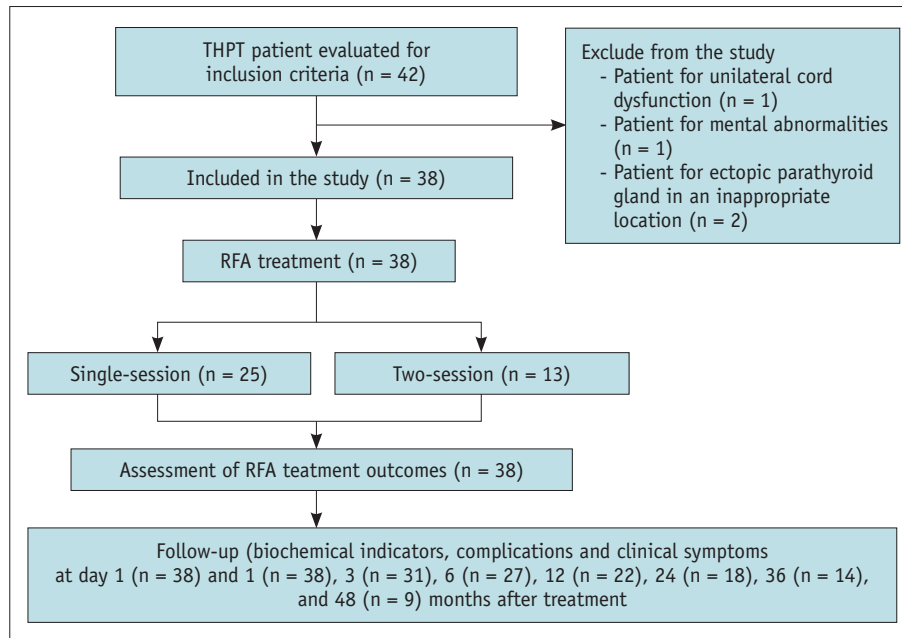 THPT patient evaluated for
inclusion criteria (n = 42)
Exclude from the study
- Patient for unilateral cord
dysfunction (n = 1)
- Patient for mental abnormalities
(n = 1)
- Patient for ectopic parathyroid
gland in an inappropriate
location (n = 2)
Included in the study (n = 38)
RFA treatment (n = 38)
Single-session (n = 25)
Two-session (n = 13)
Assessment of RFA teatment outcomes (n = 38)
Follow-up (biochemical indicators, complications and clinical symptoms
at day 1 (n = 38) and 1 (n = 38), 3 (n = 31), 6 (n = 27), 12 (n = 22), 24 (n = 18), 36 (n = 14),
and 48 (n = 9) months after treatment